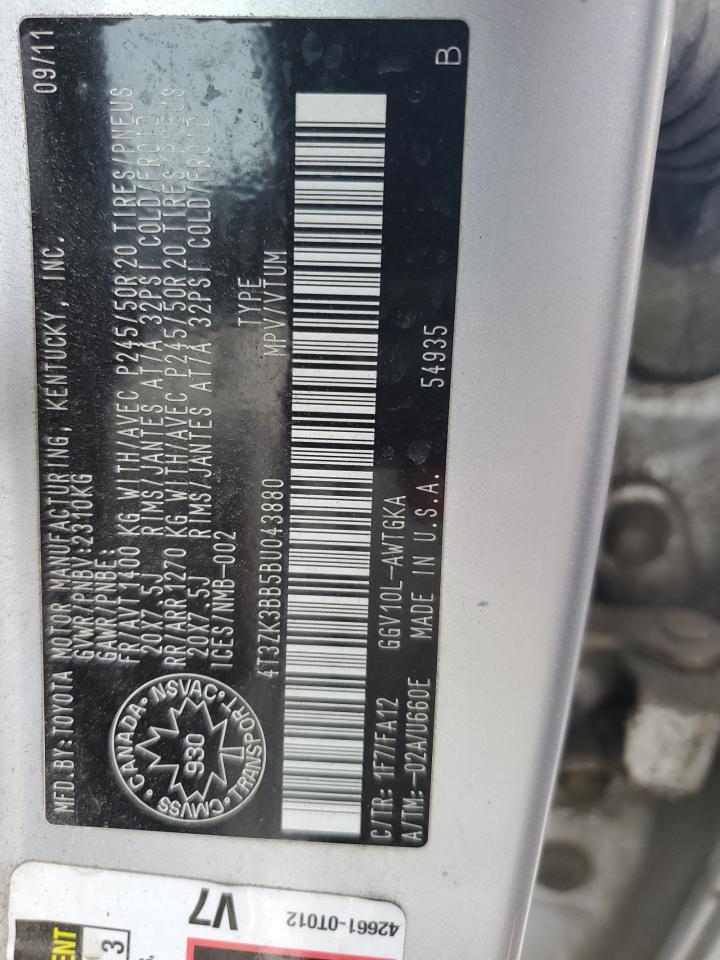 MFD.BY:TOYOTA MOTOR MANUFACTURING, KENTUCKY, INC. 09/11
GVWR/PNBV:2310KG
GAWR/PNBE:
FR/AVT 1400 KG WITH/AVEC P245/50R20 TIRES/PNEUS
20X7.5J RIMS/JANTES AT/A 32PSI COLD/FROID
RR/ARR 1270 KG WITH/AVEC P245/50R20 TIRES/PNEUS
20X7.5J RIMS/JANTES AT/A 32PSI COLD/FROID
ICES/NMB-002
CANADA · NSVAC · TRANSPORT · CMVSS
930
TYPE
4T3ZK3BB5BU043880 MPV/VTUM
C/TR: 1F7/FA12 GGV10L-AWTGKA
A/TM:-02A/U660E MADE IN U.S.A. 54935
B
V7
42661-0T012
3